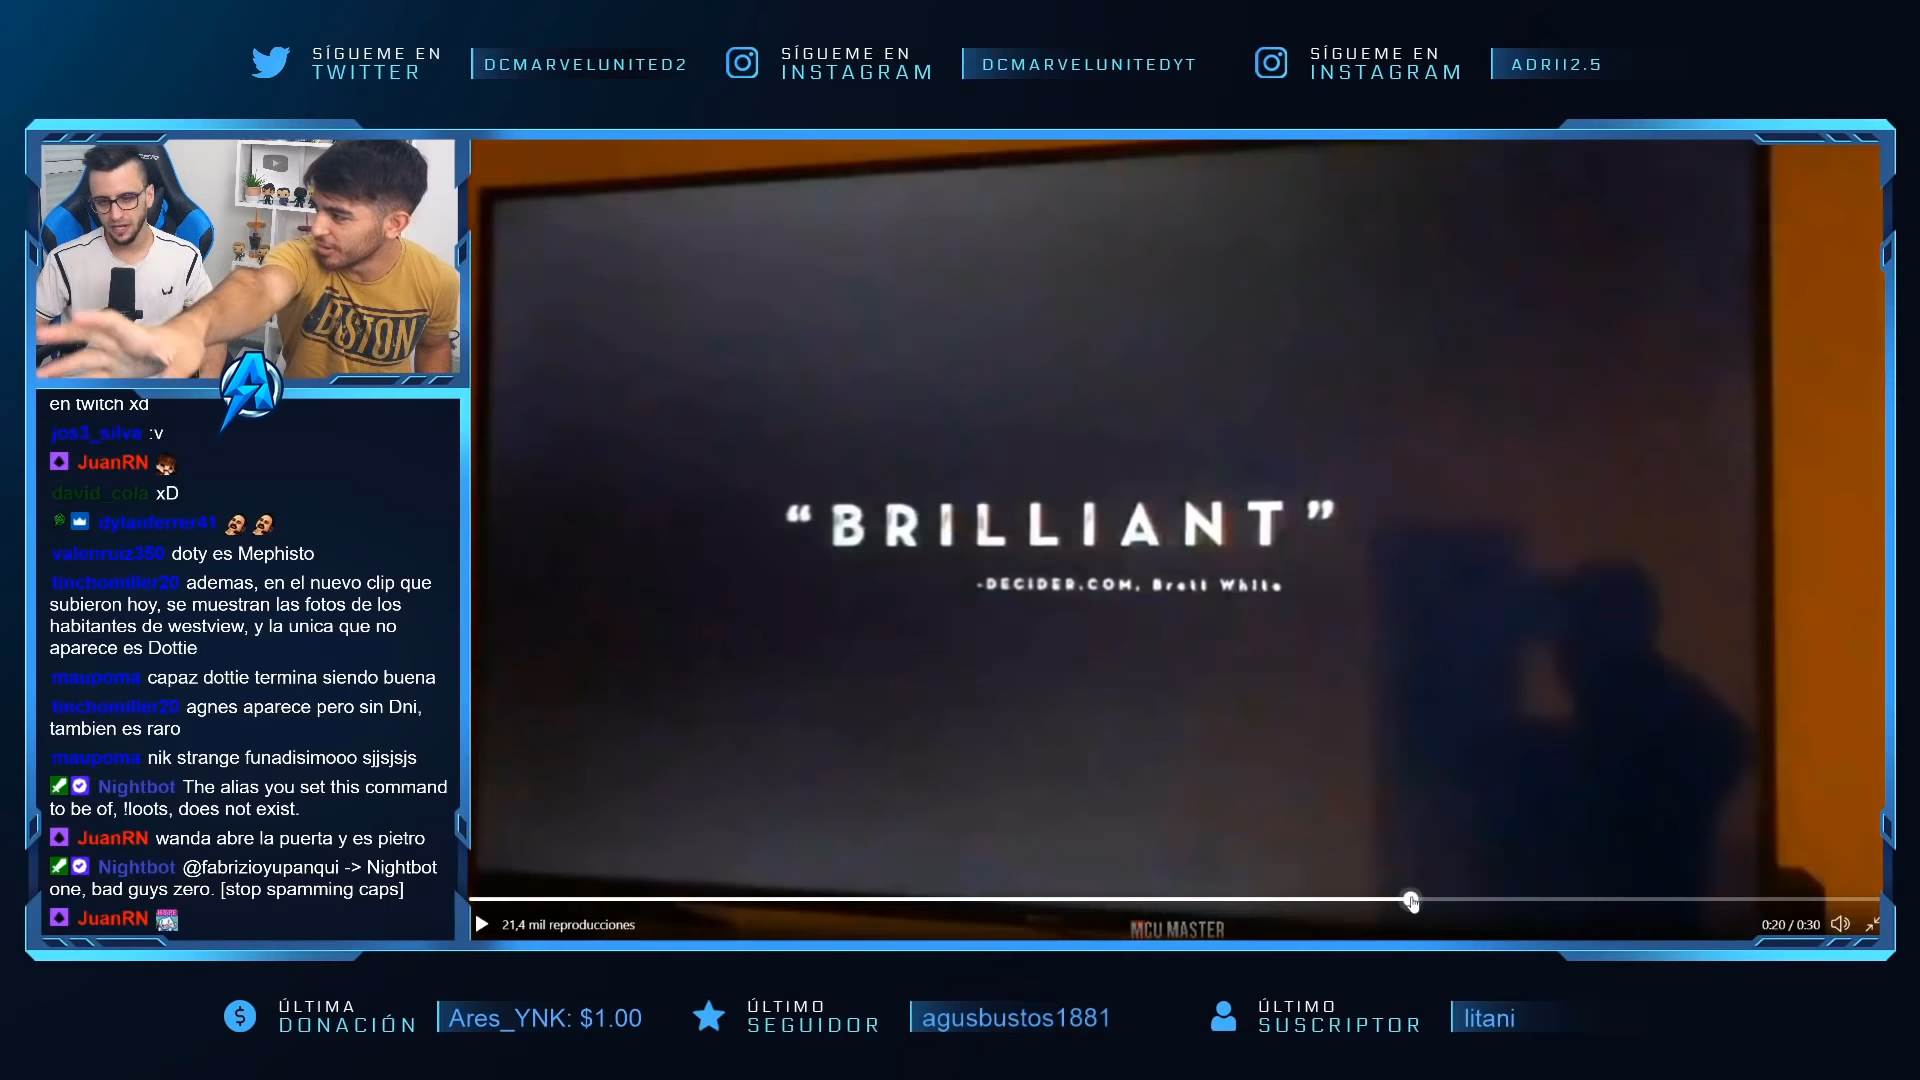 SÍGUEME EN
TWITTER
DCMARVELUNITED2
SÍGUEME EN
INSTAGRAM
DCMARVELUNITEDYT
SÍGUEME EN
INSTAGRAM
ADRII2.5
BOSTON
en twitch xd
jos3_silva :v
JuanRN
david_cola xD
dylanferrer41
valenruiz350 doty es Mephisto
tinchomiller20 ademas, en el nuevo clip que
subieron hoy, se muestran las fotos de los
habitantes de westview, y la unica que no
aparece es Dottie
maupoma capaz dottie termina siendo buena
tinchomiller20 agnes aparece pero sin Dni,
tambien es raro
maupoma nik strange funadisimooo sjjsjsjs
Nightbot The alias you set this command
to be of, !loots, does not exist.
JuanRN wanda abre la puerta y es pietro
Nightbot @fabrizioyupanqui -> Nightbot
one, bad guys zero. [stop spamming caps]
JuanRN
“BRILLIANT”
-DECIDER.COM, Brett White
21,4 mil reproducciones
MCU MASTER
0:20 / 0:30
ÚLTIMA
DONACIÓN
Ares_YNK: $1.00
ÚLTIMO
SEGUIDOR
agusbustos1881
ÚLTIMO
SUSCRIPTOR
litani